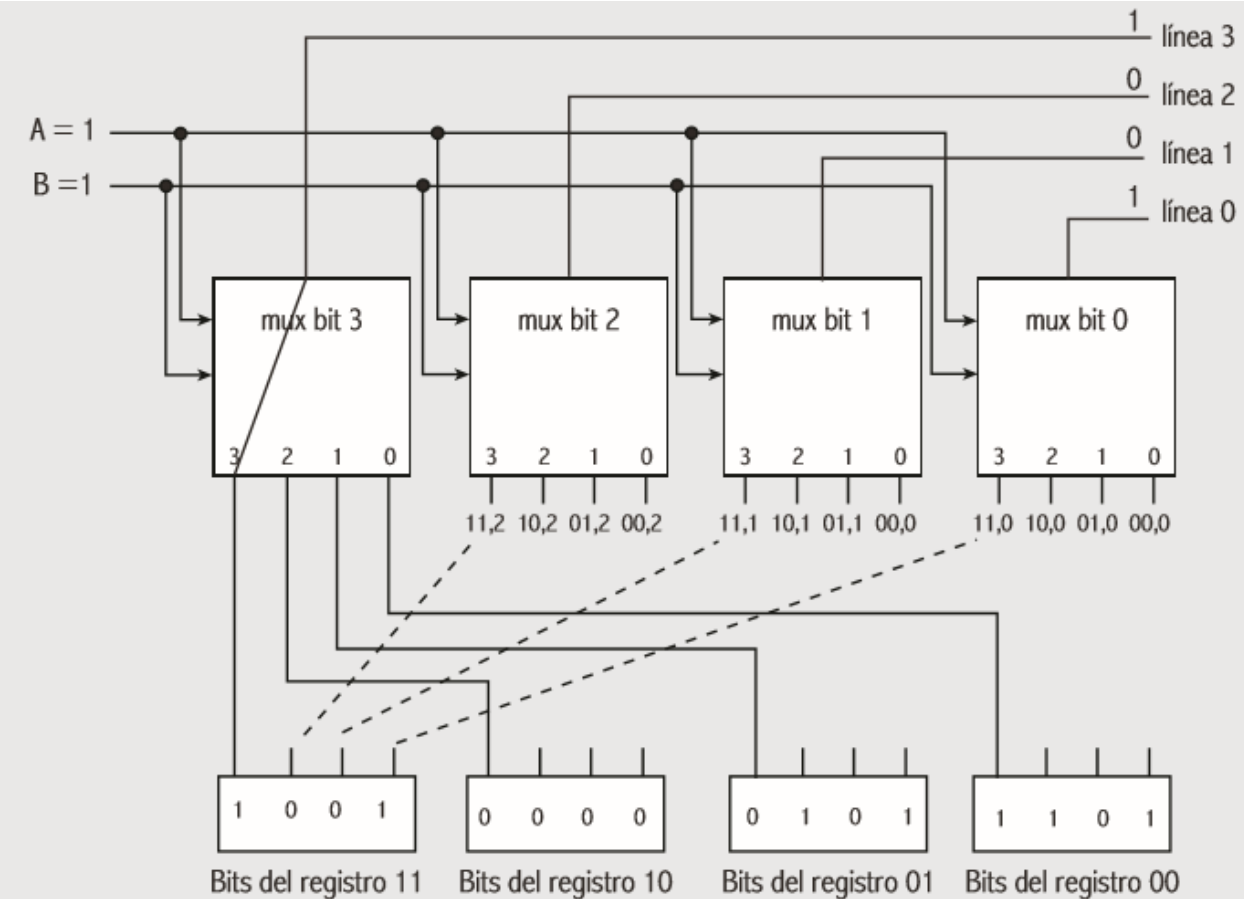 1 línea 3
0 línea 2
A = 1
0 línea 1
B =1
1 línea 0
mux bit 3 mux bit 2 mux bit 1 mux bit 0
3 2 1 0 3 2 1 0 3 2 1 0 3 2 1 0
11,2 10,2 01,2 00,2 11,1 10,1 01,1 00,0 11,0 10,0 01,0 00,0
1 0 0 1 0 0 0 0 0 1 0 1 1 1 0 1
Bits del registro 11 Bits del registro 10 Bits del registro 01 Bits del registro 00